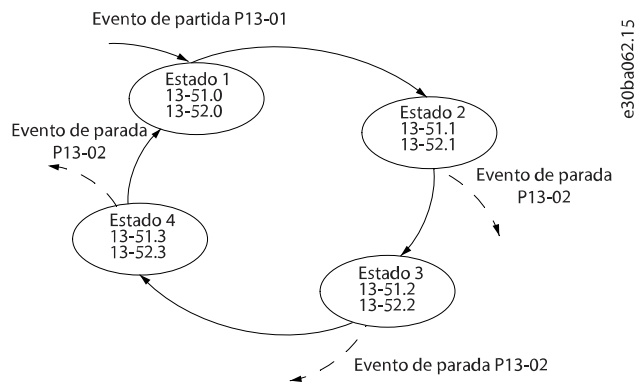 Evento de partida P13-01
Estado 1
13-51.0
13-52.0
Estado 2
13-51.1
13-52.1
Evento de parada
P13-02
Estado 3
13-51.2
13-52.2
Evento de parada P13-02
Estado 4
13-51.3
13-52.3
Evento de parada
P13-02
e30ba062.15